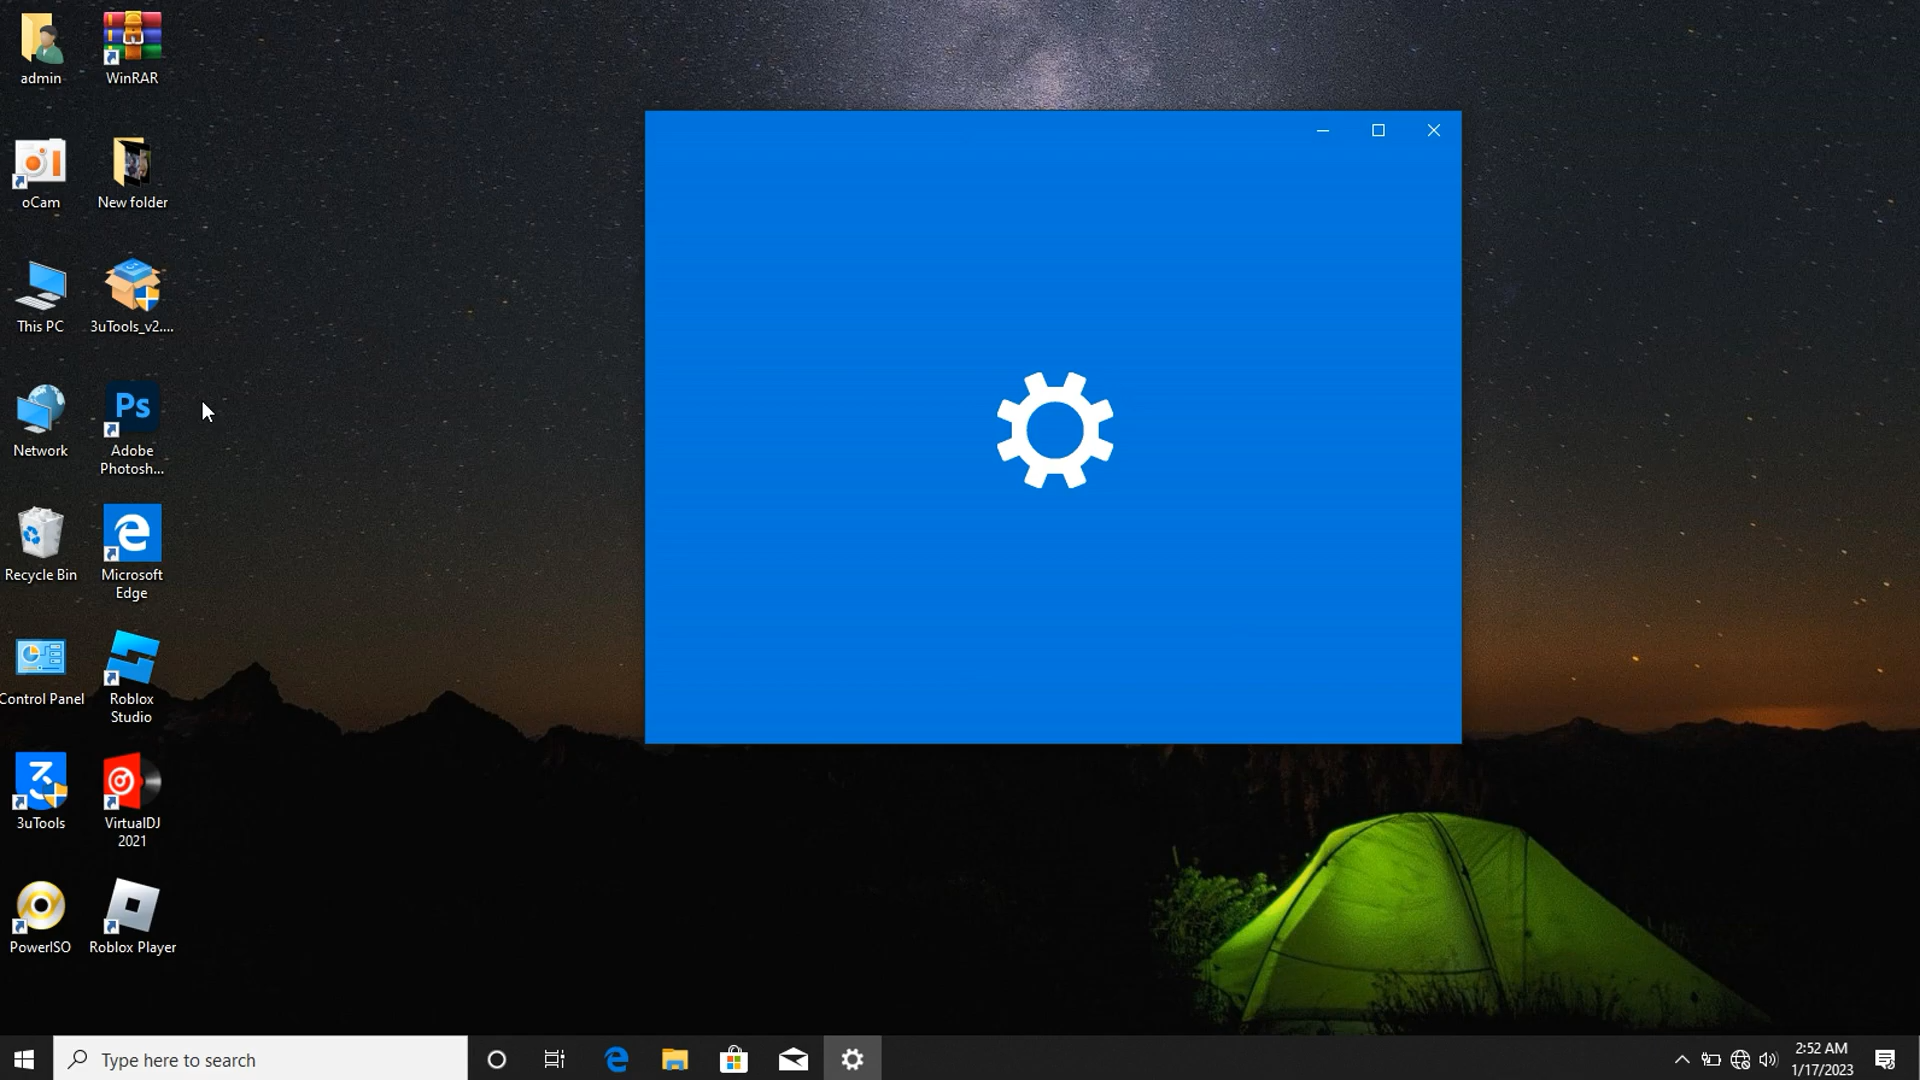 admin
WinRAR
oCam
New folder
This PC
3uTools_v2....
Network
Ps
Adobe
Photosh...
Recycle Bin
Microsoft
Edge
Control Panel
Roblox
Studio
3uTools
VirtualDJ
2021
PowerISO
Roblox Player
Type here to search
2:52 AM
1/17/2023